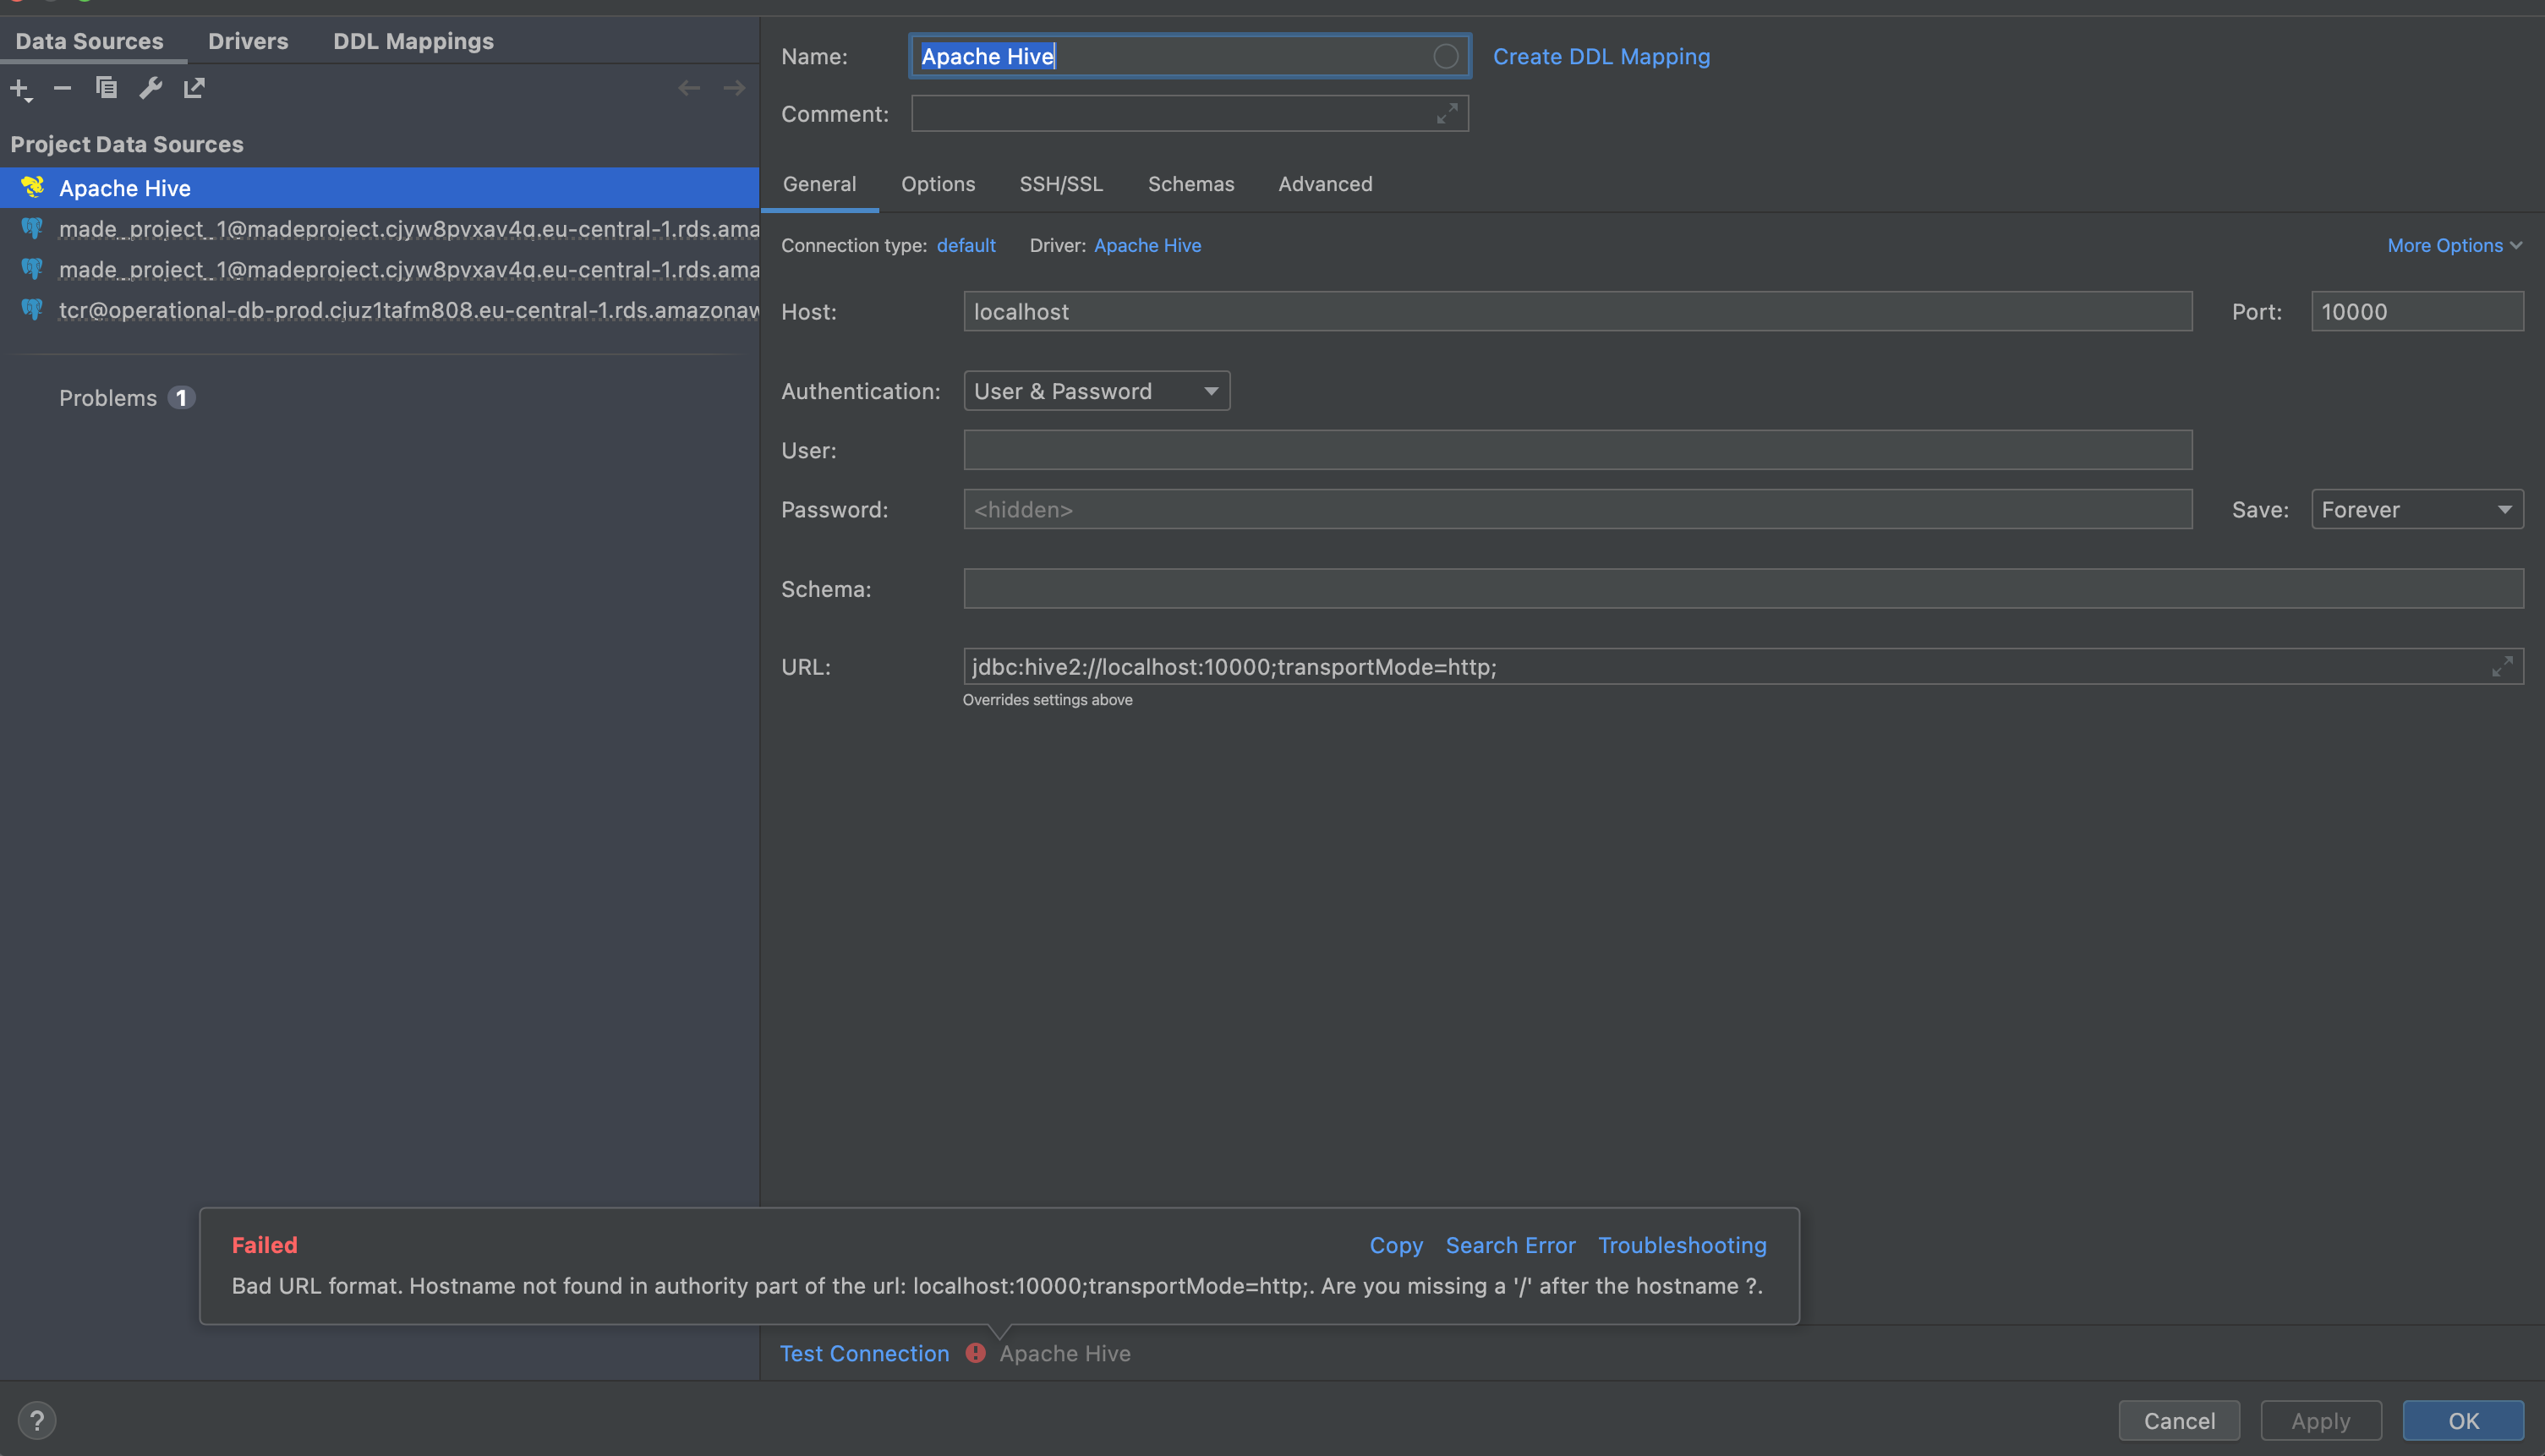 Data Sources Drivers DDL Mappings
Project Data Sources
Apache Hive
made_project_1@madeproject.cjyw8pvxav4q.eu-central-1.rds.ama
made_project_1@madeproject.cjyw8pvxav4q.eu-central-1.rds.ama
tcr@operational-db-prod.cjuz1tafm808.eu-central-1.rds.amazonaw
Problems 1
Name: Apache Hive Create DDL Mapping
Comment:
General Options SSH/SSL Schemas Advanced
Connection type: default Driver: Apache Hive More Options
Host: localhost Port: 10000
Authentication: User & Password
User:
Password: <hidden> Save: Forever
Schema:
URL: jdbc:hive2://localhost:10000;transportMode=http;
Overrides settings above
Failed Copy Search Error Troubleshooting
Bad URL format. Hostname not found in authority part of the url: localhost:10000;transportMode=http;. Are you missing a '/' after the hostname ?.
Test Connection Apache Hive
? Cancel Apply OK